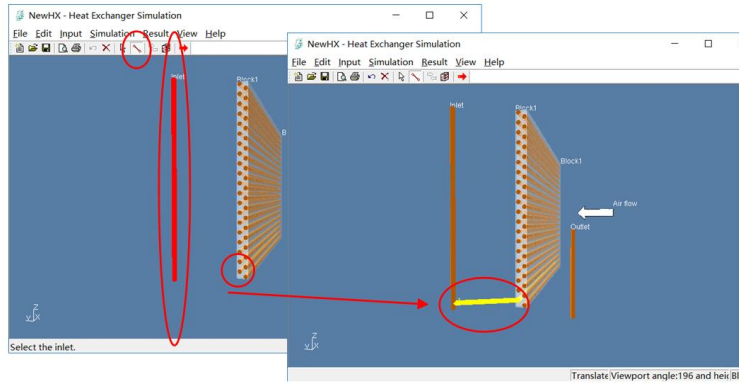 NewHX - Heat Exchanger Simulation
File Edit Input Simulation Result View Help
Inlet
Block1
B
Z
y x
Select the inlet.
NewHX - Heat Exchanger Simulation
File Edit Input Simulation Result View Help
Inlet
Block1
Block1
Air flow
Outlet
Z
y x
Translate Viewport angle:196 and heic Bl